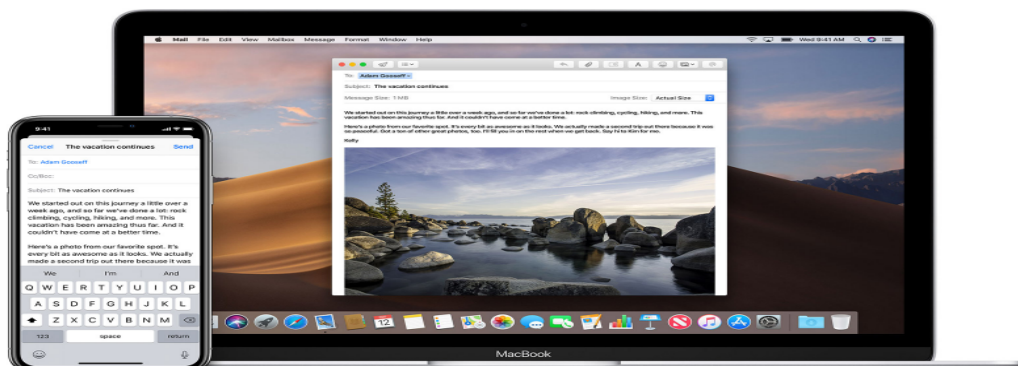 Mail File Edit View Mailbox Message Format Window Help
Wed 9:41 AM
To: Adam Gooseff
Subject: The vacation continues
Message Size: 1 MB
Image Size: Actual Size
We started out on this journey a little over a week ago, and so far we've done a lot: rock climbing, cycling, hiking, and more. This
vacation has been amazing thus far. And it couldn't have come at a better time.
Here's a photo from our favorite spot. It's every bit as awesome as it looks. We actually made a second trip out there because it was
so peaceful. Got a ton of other great photos, too. I'll fill you in on the rest when we get back. Say hi to Kim for me.
Kelly
12
MacBook
9:41
Cancel The vacation continues Send
To: Adam Gooseff
Cc/Bcc:
Subject: The vacation continues
We started out on this journey a little over a
week ago, and so far we've done a lot: rock
climbing, cycling, hiking, and more. This
vacation has been amazing thus far. And it
couldn't have come at a better time.
Here's a photo from our favorite spot. It's
every bit as awesome as it looks. We actually
made a second trip out there because it was
We I'm And
Q W E R T Y U I O P
A S D F G H J K L
Z X C V B N M
123 space return